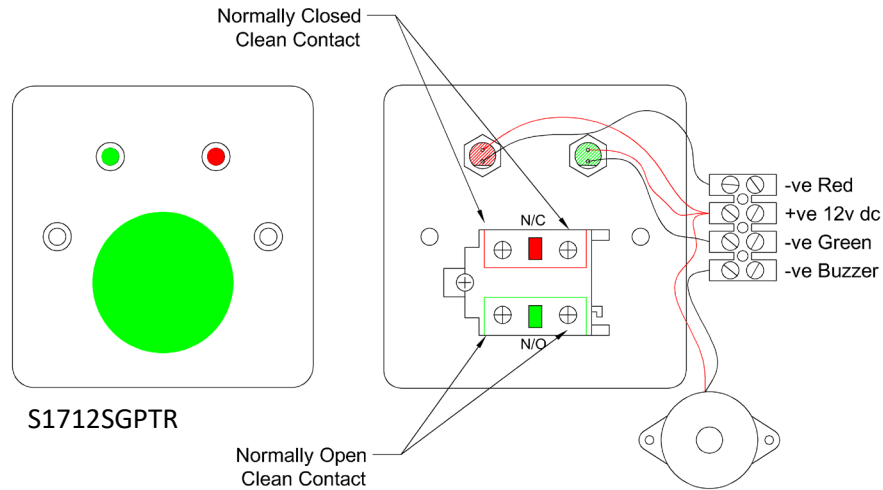 Normally Closed
Clean Contact
N/C
-ve Red
+ve 12v dc
-ve Green
-ve Buzzer
N/O
S1712SGPTR
Normally Open
Clean Contact